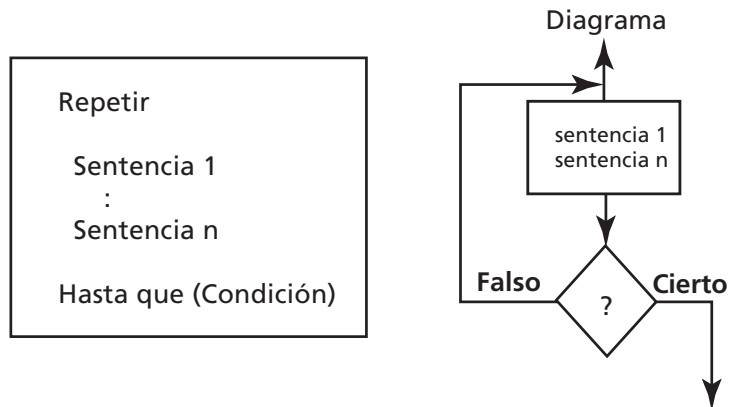 Repetir
Sentencia 1
:
Sentencia n
Hasta que (Condición)
Diagrama
sentencia 1
sentencia n
Falso
Cierto
?